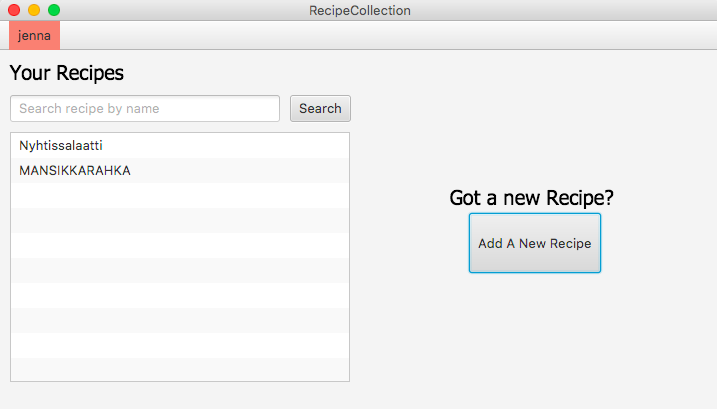 RecipeCollection
jenna
Your Recipes
Search recipe by name
Search
Nyhtissalaatti
MANSIKKARAHKA
Got a new Recipe?
Add A New Recipe